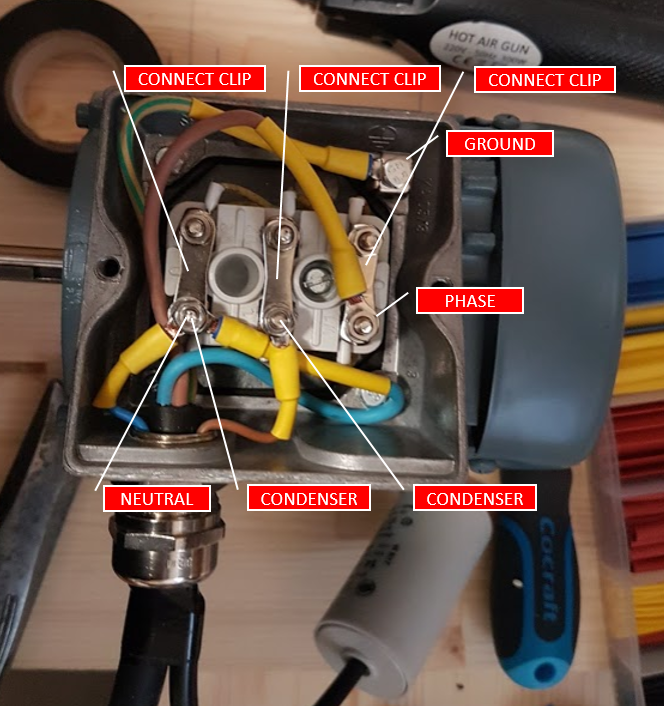 HOT AIR GUN
CONNECT CLIP
CONNECT CLIP
CONNECT CLIP
GROUND
PHASE
NEUTRAL
CONDENSER
CONDENSER
Cocraft